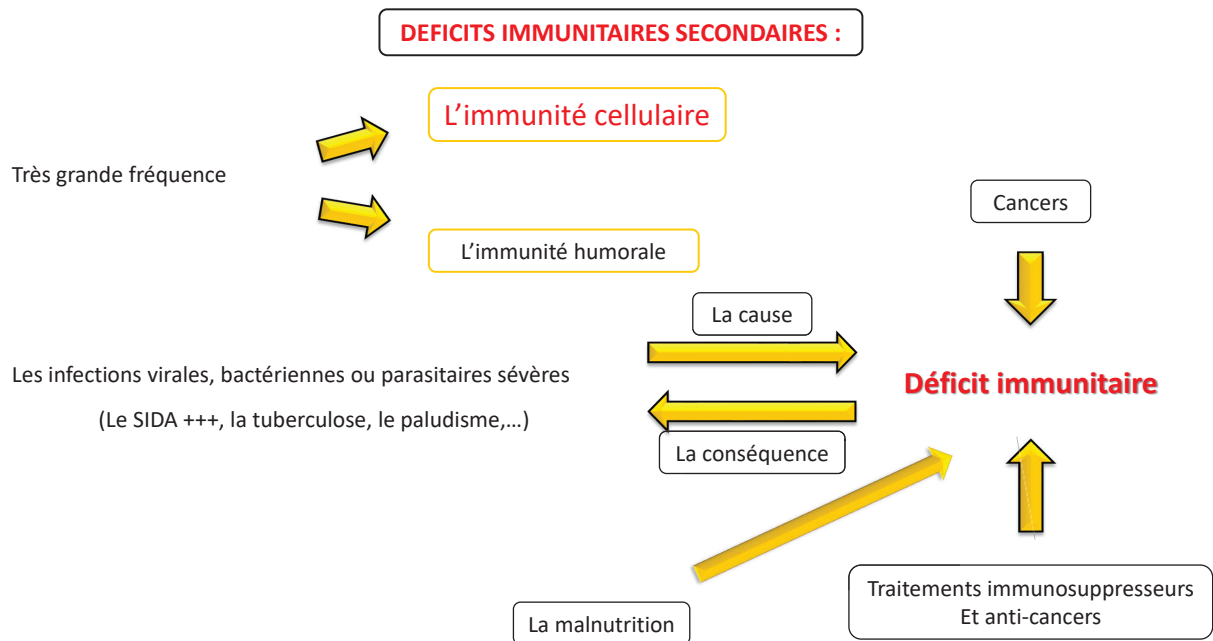 DEFICITS IMMUNITAIRES SECONDAIRES :
L’immunité cellulaire
Très grande fréquence
Cancers
L’immunité humorale
La cause
Les infections virales, bactériennes ou parasitaires sévères
Déficit immunitaire
(Le SIDA +++, la tuberculose, le paludisme,…)
La conséquence
Traitements immunosuppresseurs
Et anti-cancers
La malnutrition